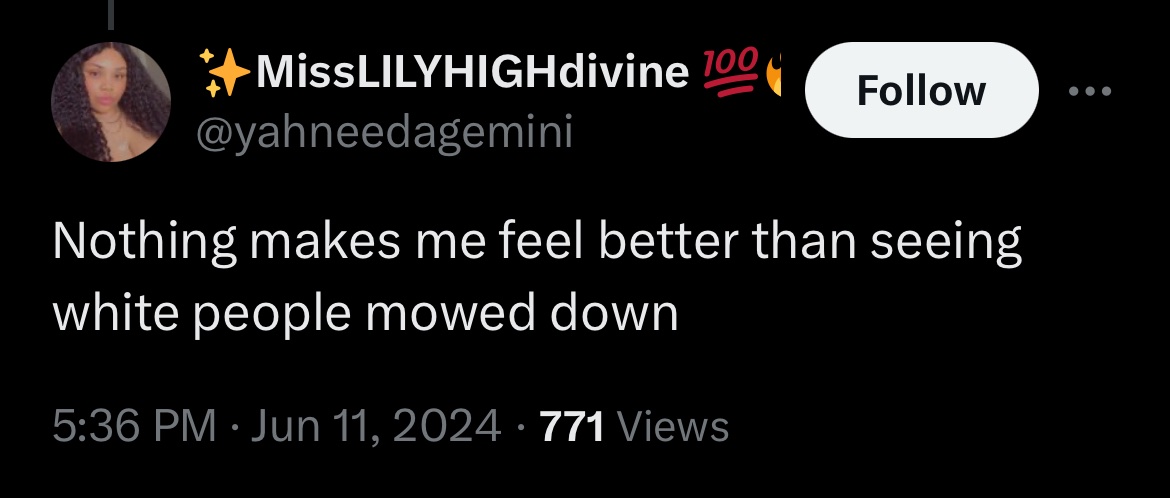 ✨MissLILYHIGHdivine 💯🔥
@yahneedagemini
Follow
Nothing makes me feel better than seeing
white people mowed down
5:36 PM · Jun 11, 2024 · 771 Views